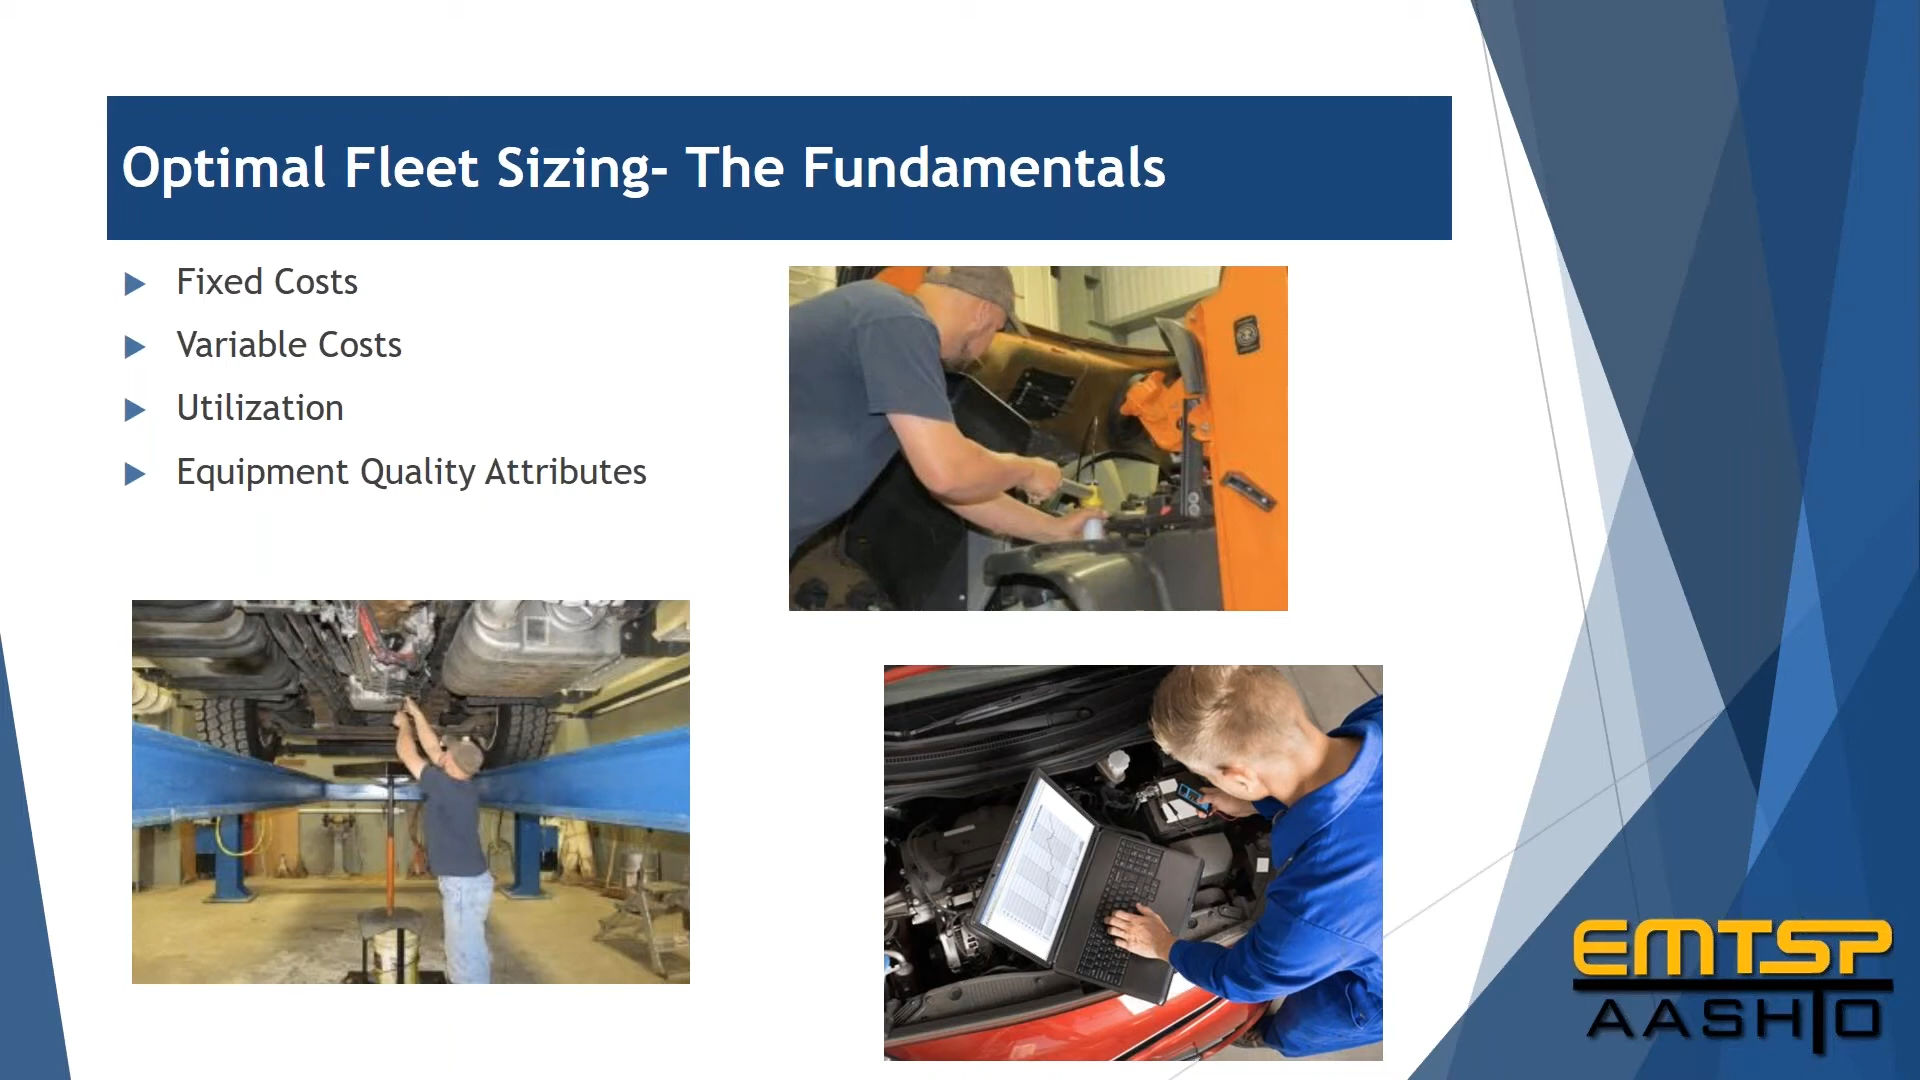 Optimal Fleet Sizing- The Fundamentals
Fixed Costs
Variable Costs
Utilization
Equipment Quality Attributes
EMTSP
AASHTO